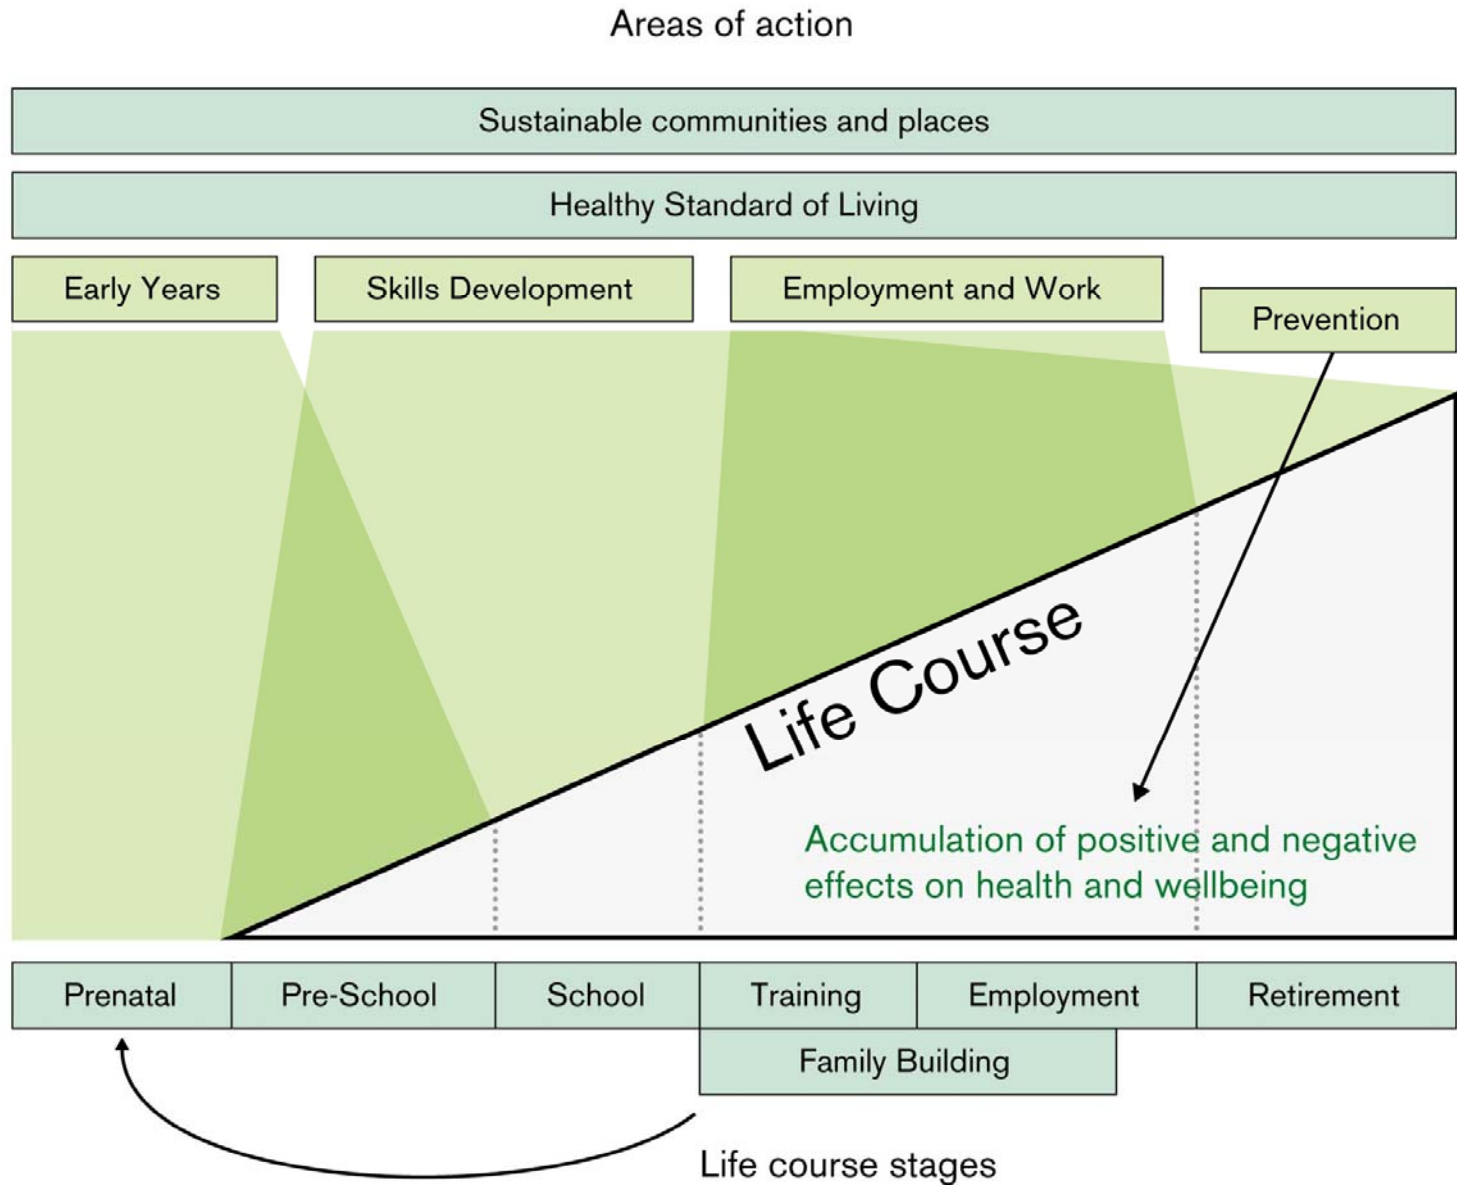 Areas of action
Sustainable communities and places
Healthy Standard of Living
Early Years
Skills Development
Employment and Work
Prevention
Life Course
Accumulation of positive and negative
effects on health and wellbeing
Prenatal
Pre-School
School
Training
Employment
Retirement
Family Building
Life course stages